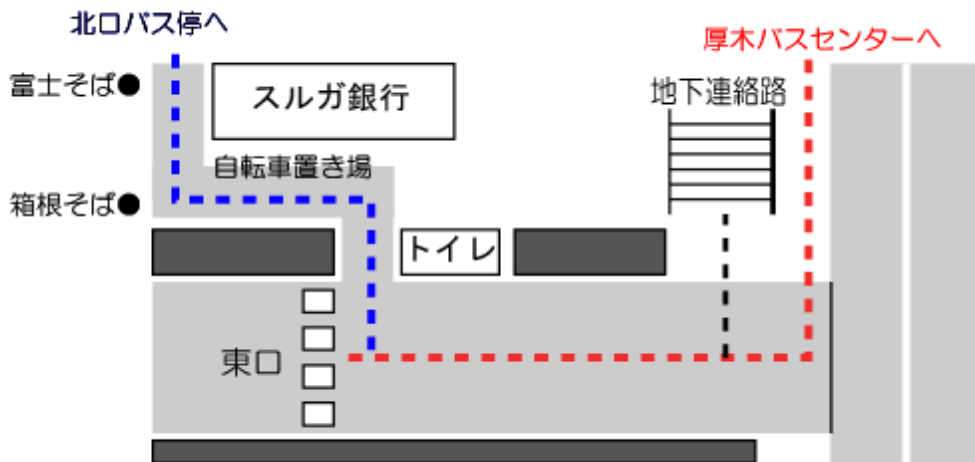 北口バス停へ
厚木バスセンターへ
富士そば●
スルガ銀行
地下連絡路
自転車置き場
箱根そば●
トイレ
東口